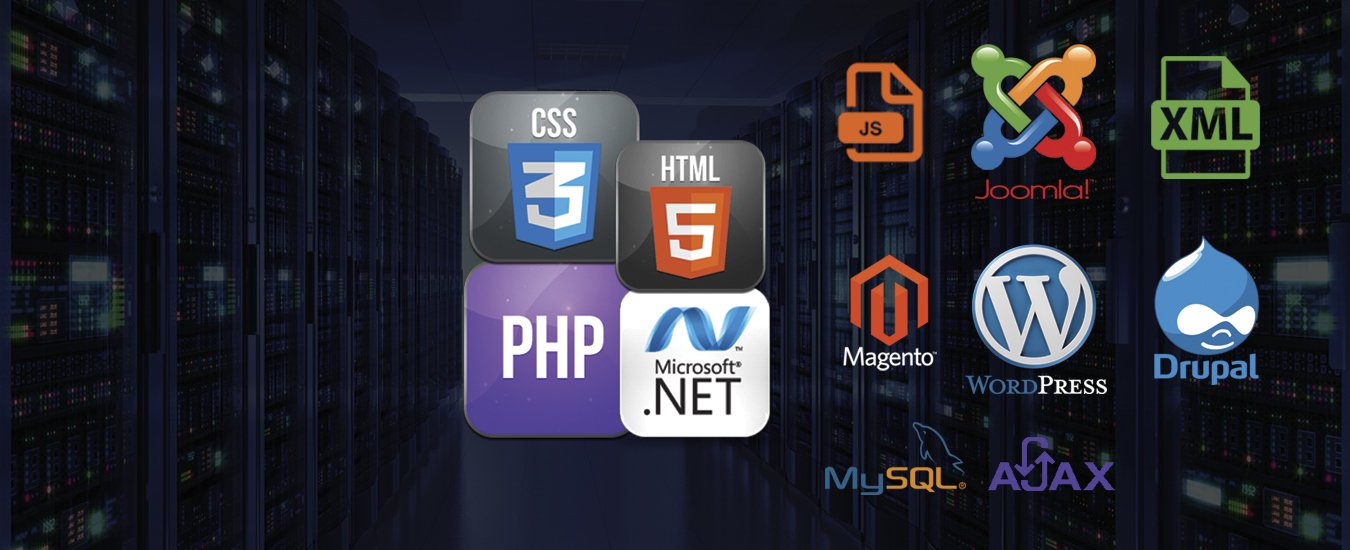 CSS
3
HTML
5
PHP
Microsoft®
.NET
JS
Joomla!
XML
Magento
WORDPRESS
Drupal
MySQL®
AJAX